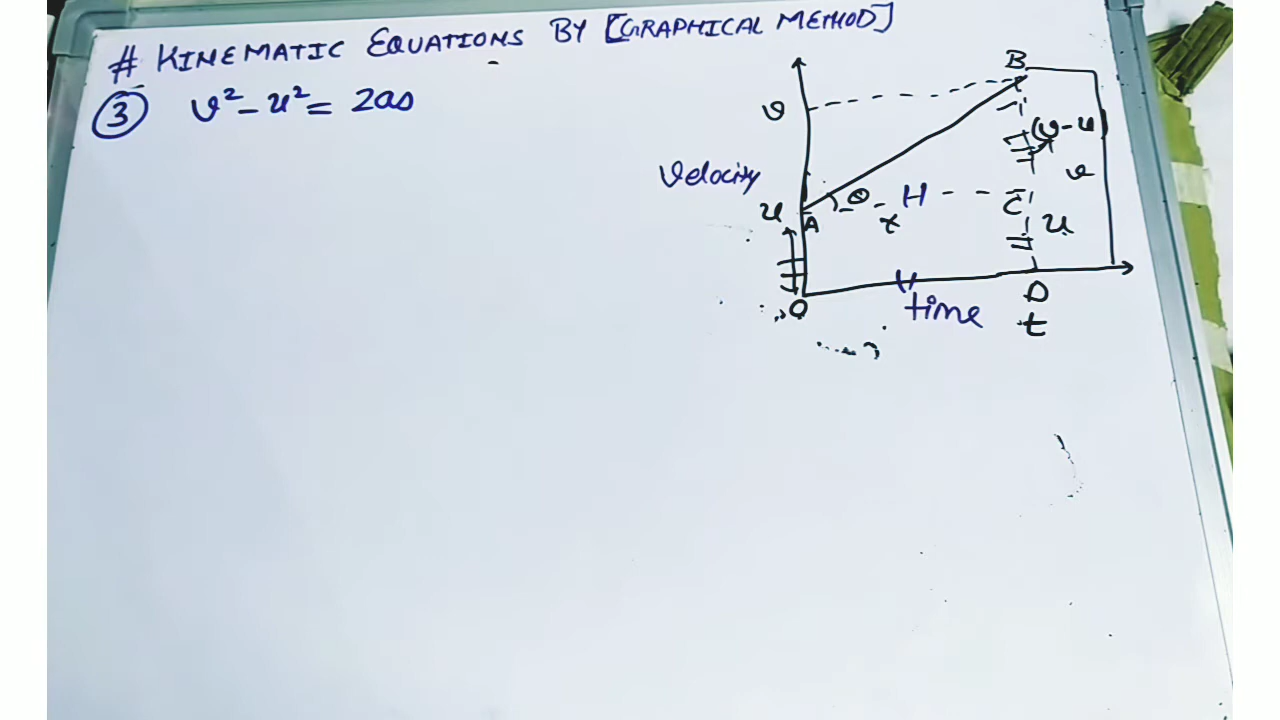 # KINEMATIC EQUATIONS BY [GRAPHICAL METHOD]
③ v² - u² = 2as
B
v
(v-u)
Velocity
v
θ
H
u
A
x
C
u
O
time
D
t